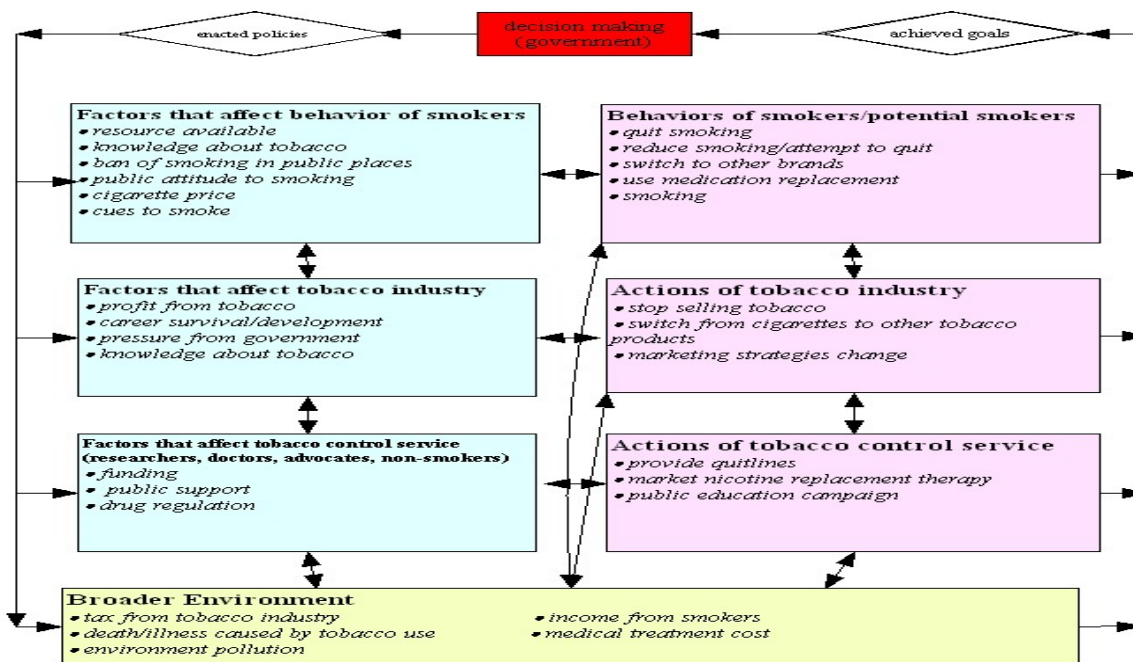 enacted policies
decision making
(government)
achieved goals
Factors that affect behavior of smokers
• resource available
• knowledge about tobacco
• ban of smoking in public places
• public attitude to smoking
• cigarette price
• cues to smoke
Behaviors of smokers/potential smokers
• quit smoking
• reduce smoking/attempt to quit
• switch to other brands
• use medication replacement
• smoking
Factors that affect tobacco industry
• profit from tobacco
• career survival/development
• pressure from government
• knowledge about tobacco
Actions of tobacco industry
• stop selling tobacco
• switch from cigarettes to other tobacco
products
• marketing strategies change
Factors that affect tobacco control service
(researchers, doctors, advocates, non-smokers)
• funding
• public support
• drug regulation
Actions of tobacco control service
• provide quitlines
• market nicotine replacement therapy
• public education campaign
Broader Environment
• tax from tobacco industry
• death/illness caused by tobacco use
• environment pollution
• income from smokers
• medical treatment cost